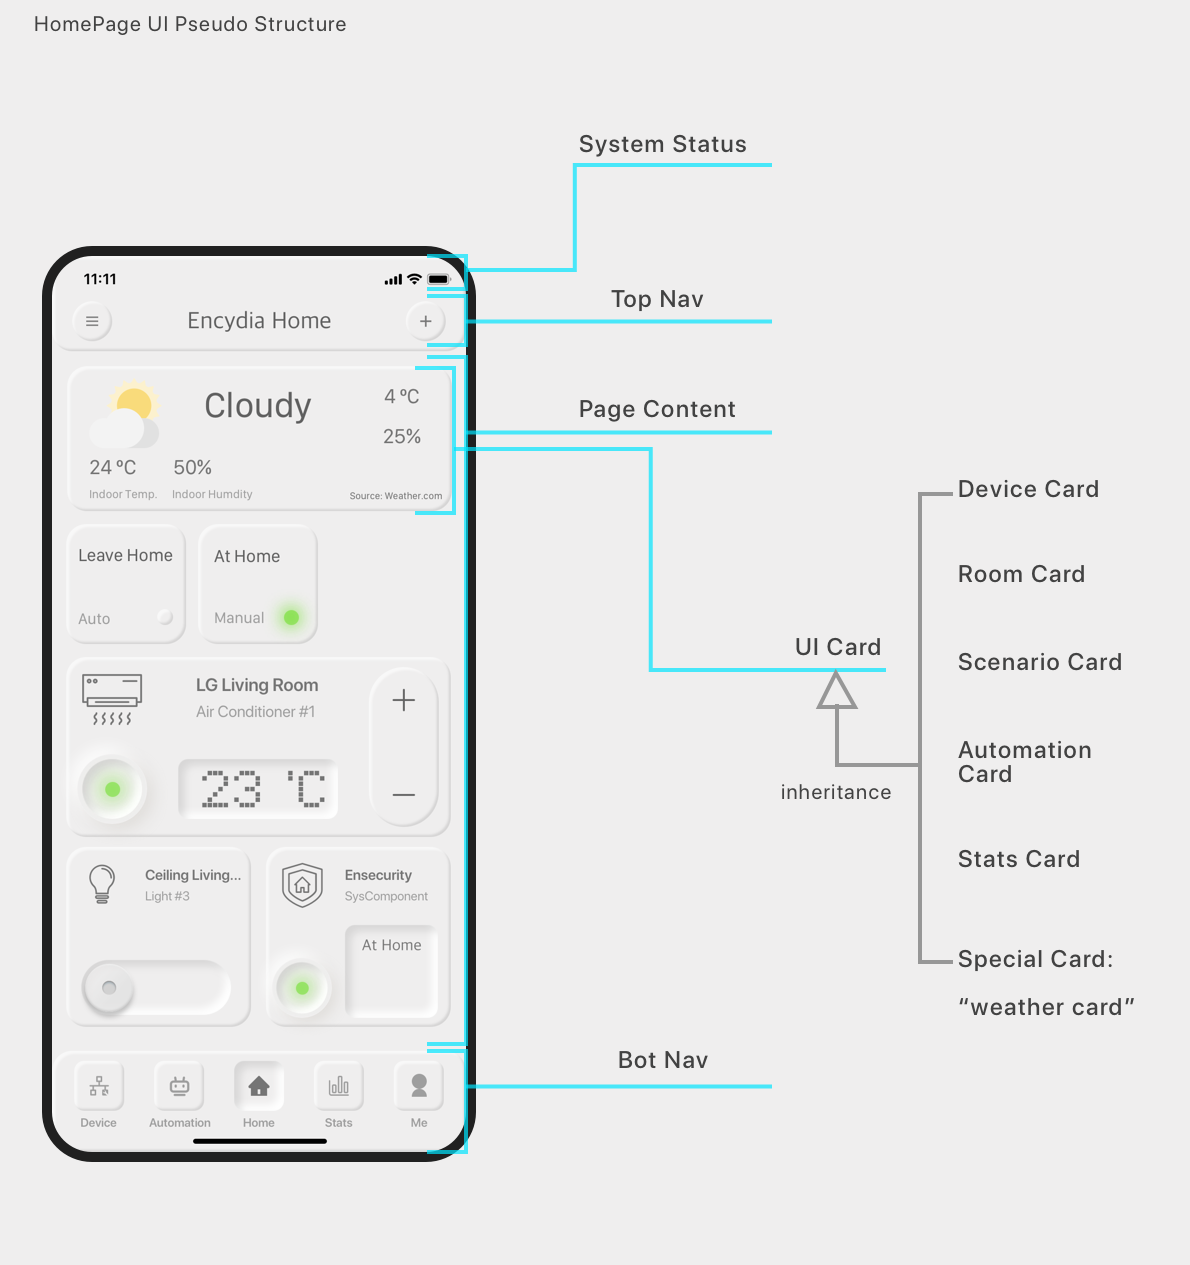 HomePage UI Pseudo Structure
System Status
11:11
Top Nav
Encydia Home
Page Content
Cloudy
4 ºC
25%
24 ºC
50%
Indoor Temp.
Indoor Humdity
Source: Weather.com
Leave Home
Auto
At Home
Manual
LG Living Room
Air Conditioner #1
23 'C
Ceiling Living...
Light #3
Ensecurity
SysComponent
At Home
Bot Nav
Device
Automation
Home
Stats
Me
UI Card
inheritance
Device Card
Room Card
Scenario Card
Automation
Card
Stats Card
Special Card:
“weather card”